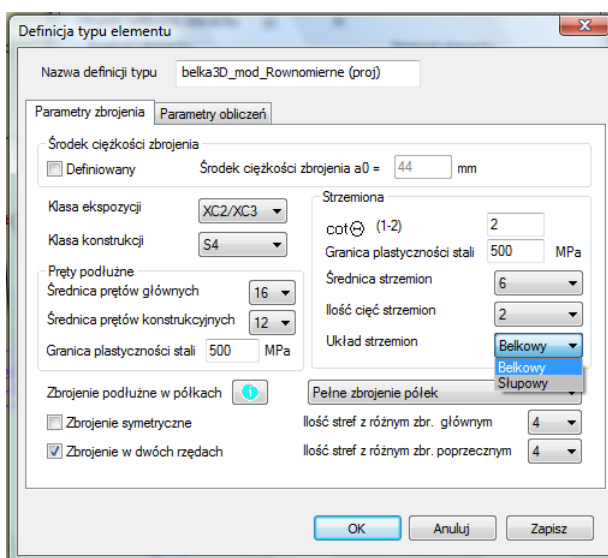 Definicja typu elementu
Nazwa definicji typu belka3D_mod_Rownomierne (proj)
Parametry zbrojenia Parametry obliczeń
Środek ciężkości zbrojenia
Definiowany Środek ciężkości zbrojenia a0 = 44 mm
Klasa ekspozycji XC2/XC3
Klasa konstrukcji S4
Pręty podłużne
Średnica prętów głównych 16
Średnica prętów konstrukcyjnych 12
Granica plastyczności stali 500 MPa
Strzemiona
cotΘ (1-2) 2
Granica plastyczności stali 500 MPa
Średnica strzemion 6
Ilość cięć strzemion 2
Układ strzemion Belkowy
Belkowy
Słupowy
Zbrojenie podłużne w półkach i Pełne zbrojenie półek
Zbrojenie symetryczne Ilość stref z różnym zbr. głównym 4
Zbrojenie w dwóch rzędach Ilość stref z różnym zbr. poprzecznym 4
OK Anuluj Zapisz